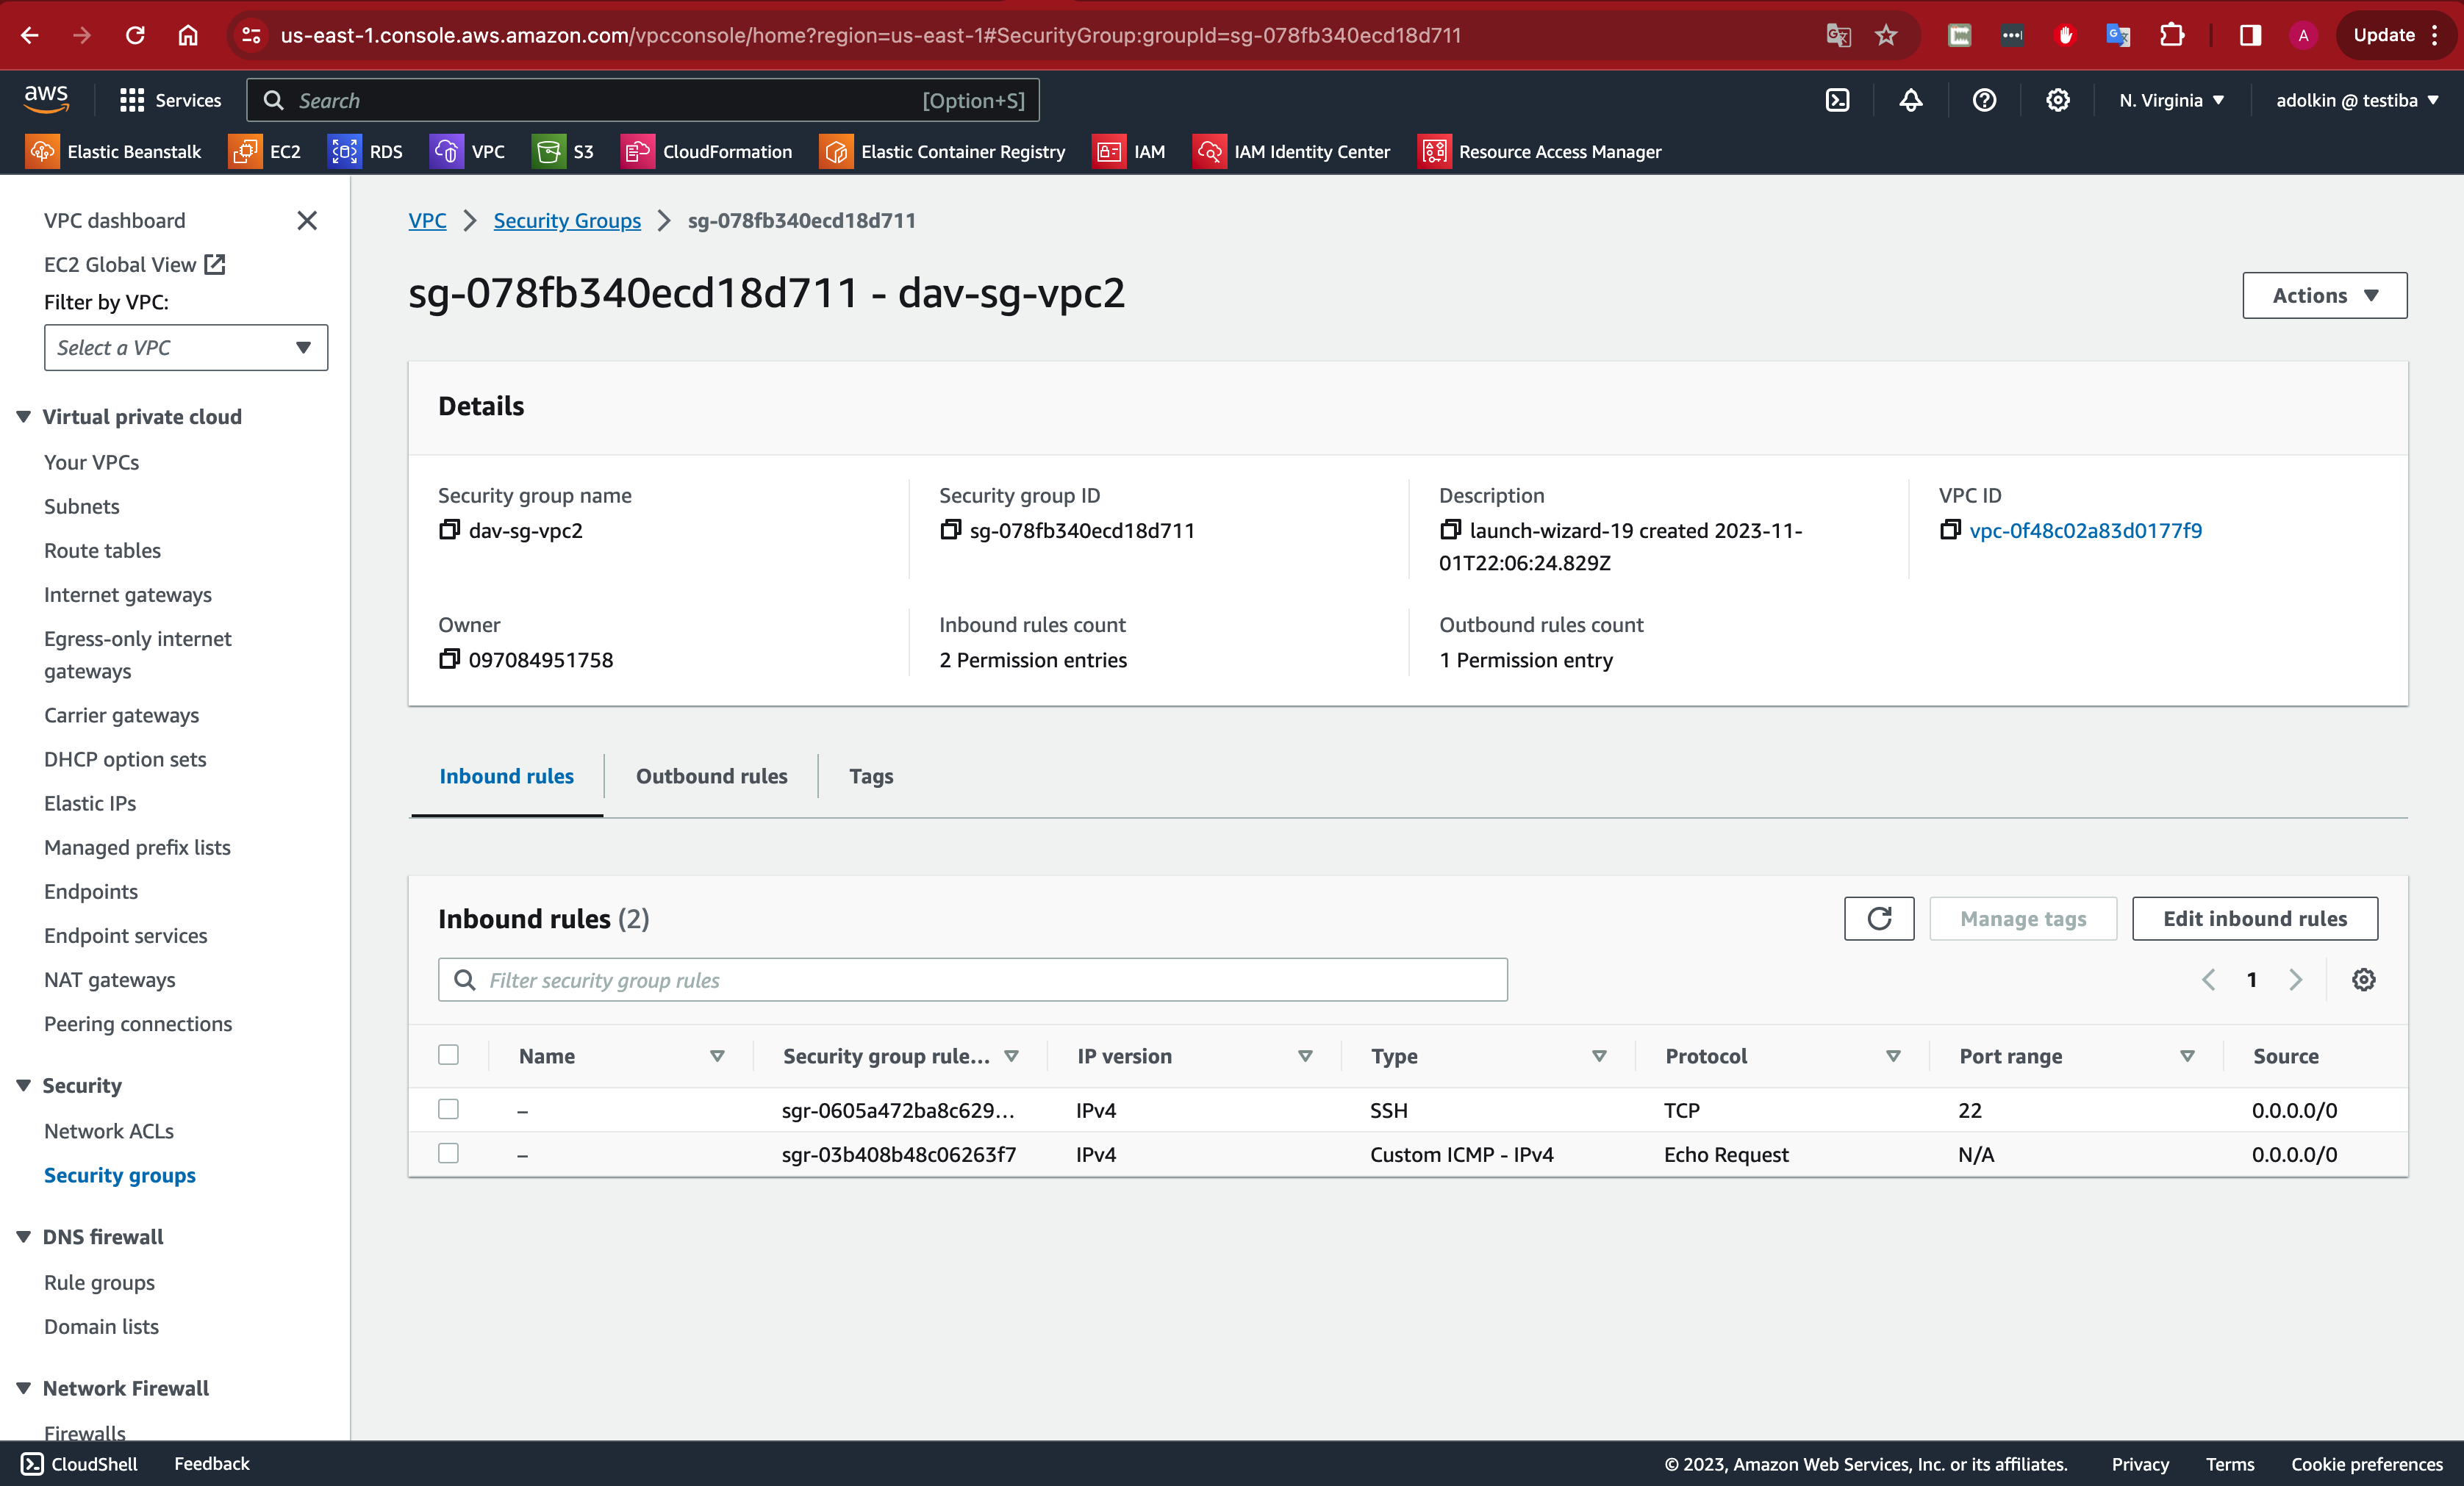 us-east-1.console.aws.amazon.com/vpcconsole/home?region=us-east-1#SecurityGroup:groupId=sg-078fb340ecd18d711
A
Update
aws
Services
Search
[Option+S]
N. Virginia
adolkin @ testiba
Elastic Beanstalk
EC2
RDS
VPC
S3
CloudFormation
Elastic Container Registry
IAM
IAM Identity Center
Resource Access Manager
VPC dashboard
EC2 Global View
Filter by VPC:
Select a VPC
Virtual private cloud
Your VPCs
Subnets
Route tables
Internet gateways
Egress-only internet
gateways
Carrier gateways
DHCP option sets
Elastic IPs
Managed prefix lists
Endpoints
Endpoint services
NAT gateways
Peering connections
Security
Network ACLs
Security groups
DNS firewall
Rule groups
Domain lists
Network Firewall
Firewalls
VPC
Security Groups
sg-078fb340ecd18d711
sg-078fb340ecd18d711 - dav-sg-vpc2
Actions
Details
Security group name
dav-sg-vpc2
Security group ID
sg-078fb340ecd18d711
Description
launch-wizard-19 created 2023-11-
01T22:06:24.829Z
VPC ID
vpc-0f48c02a83d0177f9
Owner
097084951758
Inbound rules count
2 Permission entries
Outbound rules count
1 Permission entry
Inbound rules
Outbound rules
Tags
Inbound rules (2)
Manage tags
Edit inbound rules
Filter security group rules
1
Name Security group rule... IP version Type Protocol Port range Source
– sgr-0605a472ba8c629... IPv4 SSH TCP 22 0.0.0.0/0
– sgr-03b408b48c06263f7 IPv4 Custom ICMP - IPv4 Echo Request N/A 0.0.0.0/0
CloudShell
Feedback
© 2023, Amazon Web Services, Inc. or its affiliates.
Privacy
Terms
Cookie preferences